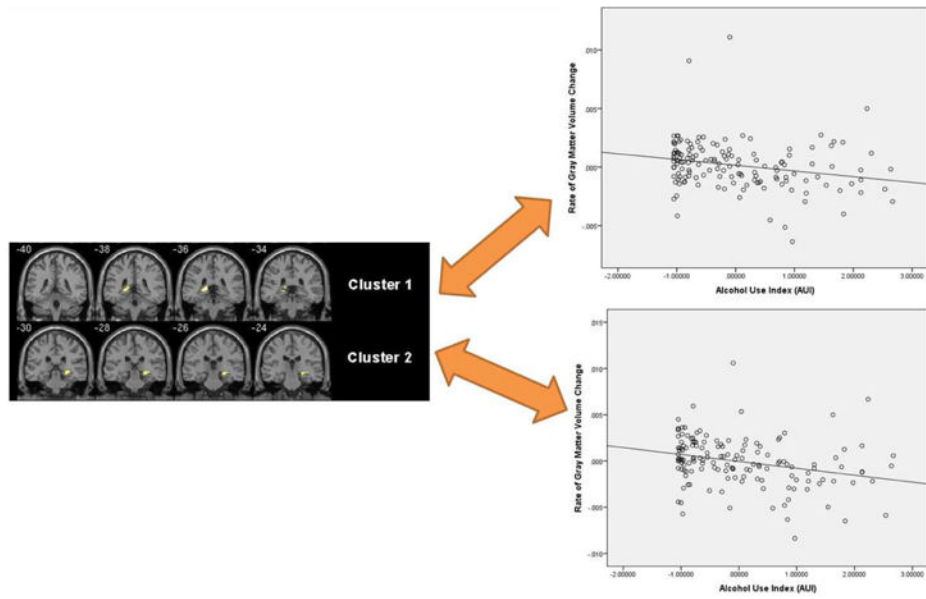 -40 -38 -36 -34
Cluster 1
-30 -28 -26 -24
Cluster 2
Rate of Gray Matter Volume Change
.010
.005
.000
-.005
-2.00000 -1.00000 .00000 1.00000 2.00000 3.00000
Alcohol Use Index (AUI)
Rate of Gray Matter Volume Change
.015
.010
.005
.000
-.005
-.010
-2.00000 -1.00000 .00000 1.00000 2.00000 3.00000
Alcohol Use Index (AUI)